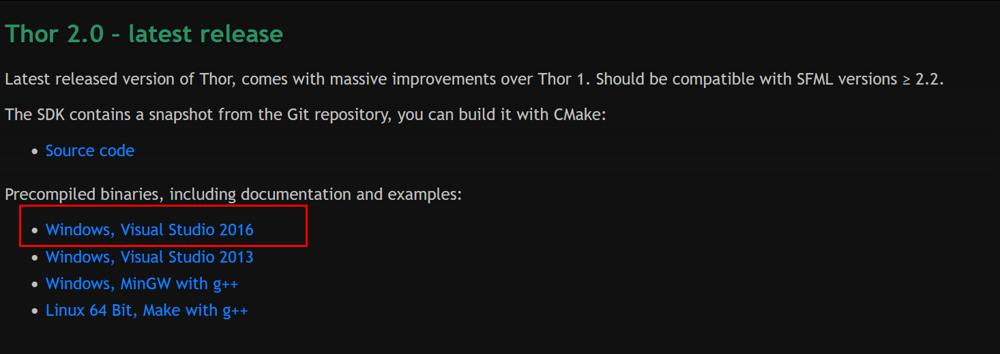 Thor 2.0 – latest release
Latest released version of Thor, comes with massive improvements over Thor 1. Should be compatible with SFML versions ≥ 2.2.
The SDK contains a snapshot from the Git repository, you can build it with CMake:
• Source code
Precompiled binaries, including documentation and examples:
• Windows, Visual Studio 2016
• Windows, Visual Studio 2013
• Windows, MinGW with g++
• Linux 64 Bit, Make with g++